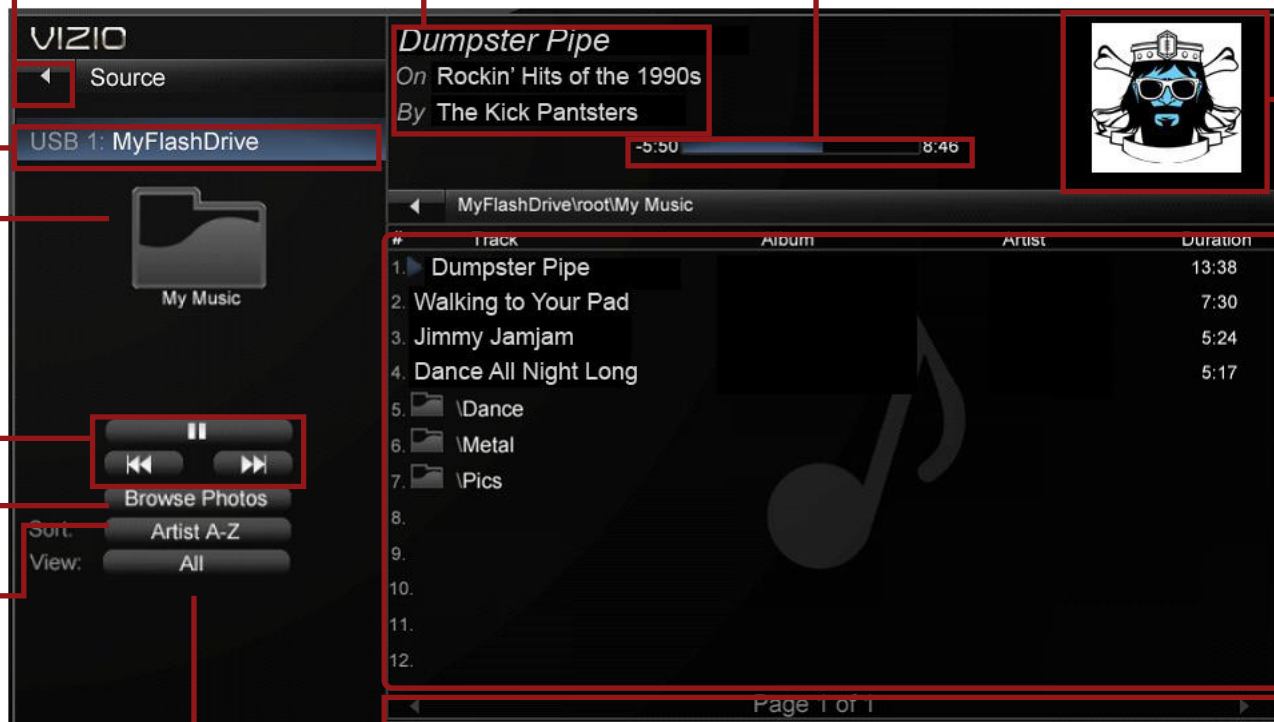 VIZIO
Source
USB 1: MyFlashDrive
My Music
Browse Photos
Sort: Artist A-Z
View: All
Dumpster Pipe
On Rockin' Hits of the 1990s
By The Kick Pantsters
-5:50 8:46
MyFlashDrive\root\My Music
# Track Album Artist Duration
1. Dumpster Pipe 13:38
2. Walking to Your Pad 7:30
3. Jimmy Jamjam 5:24
4. Dance All Night Long 5:17
5. \Dance
6. \Metal
7. \Pics
8.
9.
10.
11.
12.
Page 1 of 1